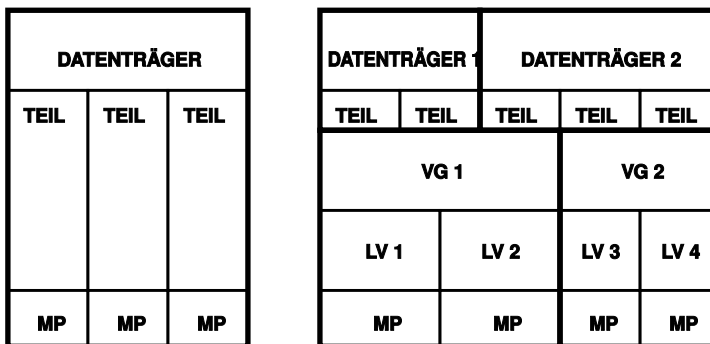 DATENTRÄGER
TEIL TEIL TEIL
MP MP MP
DATENTRÄGER 1 DATENTRÄGER 2
TEIL TEIL TEIL TEIL TEIL
VG 1 VG 2
LV 1 LV 2 LV 3 LV 4
MP MP MP MP